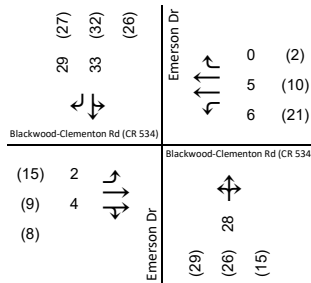 (27) (32) (26)
29 33
Blackwood-Clementon Rd (CR 534)
Emerson Dr
0 (2)
5 (10)
6 (21)
(15) 2
(9) 4
(8)
Emerson Dr
Blackwood-Clementon Rd (CR 534
28
(29) (26) (15)